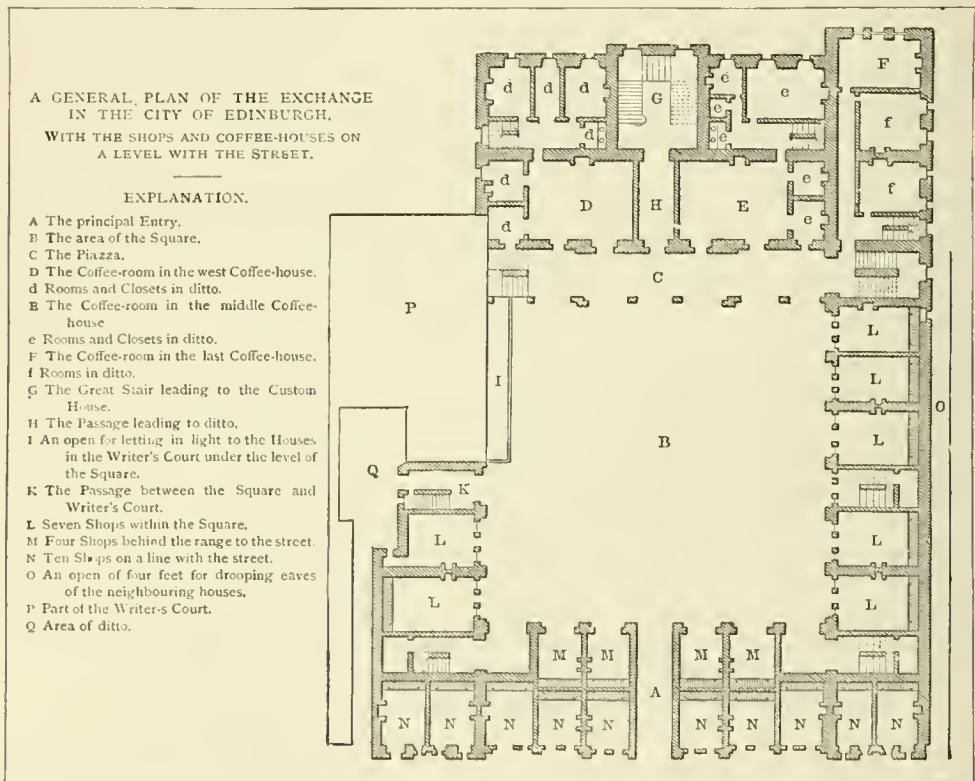 A GENERAL PLAN OF THE EXCHANGE
IN THE CITY OF EDINBURGH,
WITH THE SHOPS AND COFFEE-HOUSES ON
A LEVEL WITH THE STREET.
EXPLANATION.
A The principal Entry.
B The area of the Square.
C The Piazza.
D The Coffee-room in the west Coffee-house.
d Rooms and Closets in ditto.
E The Coffee-room in the middle Coffee-
house
e Rooms and Closets in ditto.
F The Coffee-room in the last Coffee-house.
f Rooms in ditto.
G The Great Stair leading to the Custom
House.
H The Passage leading to ditto.
I An open for letting in light to the Houses
in the Writer's Court under the level of
the Square.
K The Passage between the Square and
Writer's Court.
L Seven Shops within the Square.
M Four Shops behind the range to the street.
N Ten Shops on a line with the street.
O An open of four feet for drooping eaves
of the neighbouring houses.
P Part of the Writer-s Court.
Q Area of ditto.
d d d G e e F
e
d e f
d e f
D H E
d e
C
P L
I L O
B L
Q K
L L
L L
M M M M
A
N N N N N N N N N N